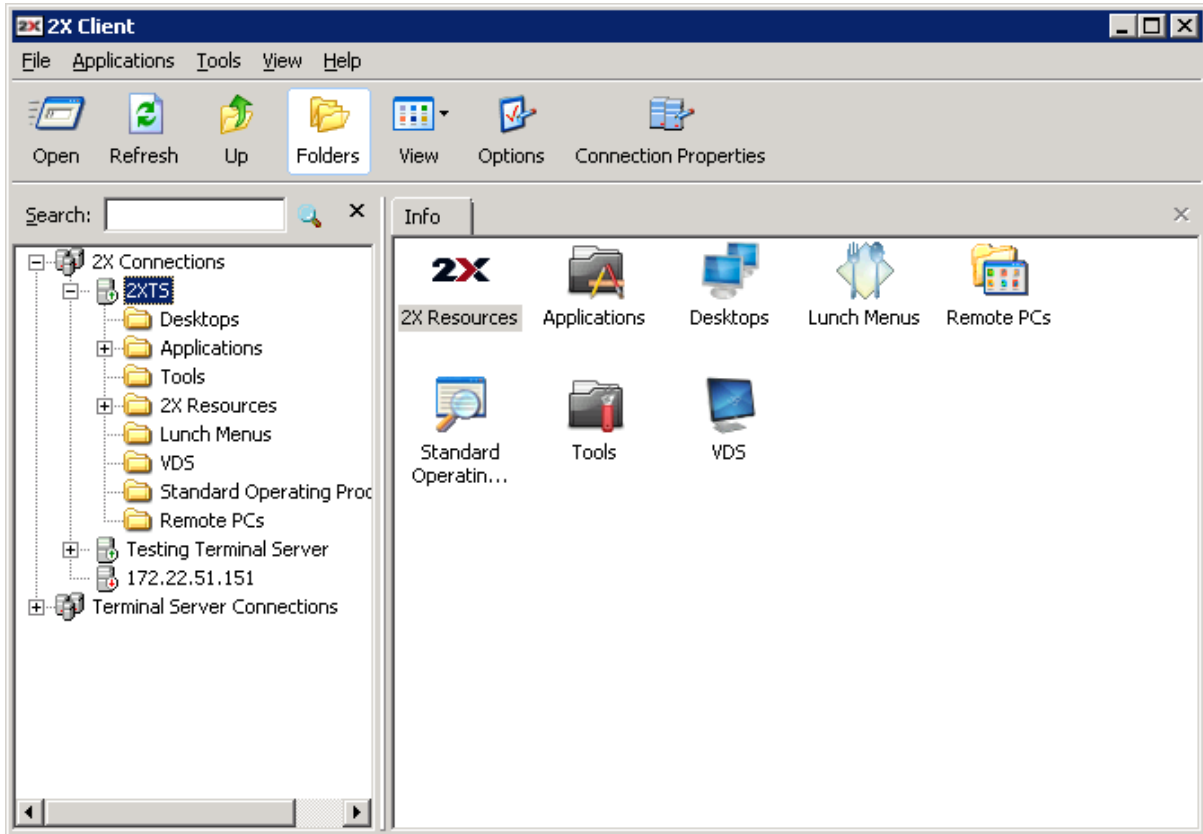 2X 2X Client
File Applications Tools View Help
Open Refresh Up Folders View Options Connection Properties
Search:
Info
2X Connections
2XTS
Desktops
Applications
Tools
2X Resources
Lunch Menus
VDS
Standard Operating Proc
Remote PCs
Testing Terminal Server
172.22.51.151
Terminal Server Connections
2X
2X Resources Applications Desktops Lunch Menus Remote PCs
Standard Tools VDS
Operatin...